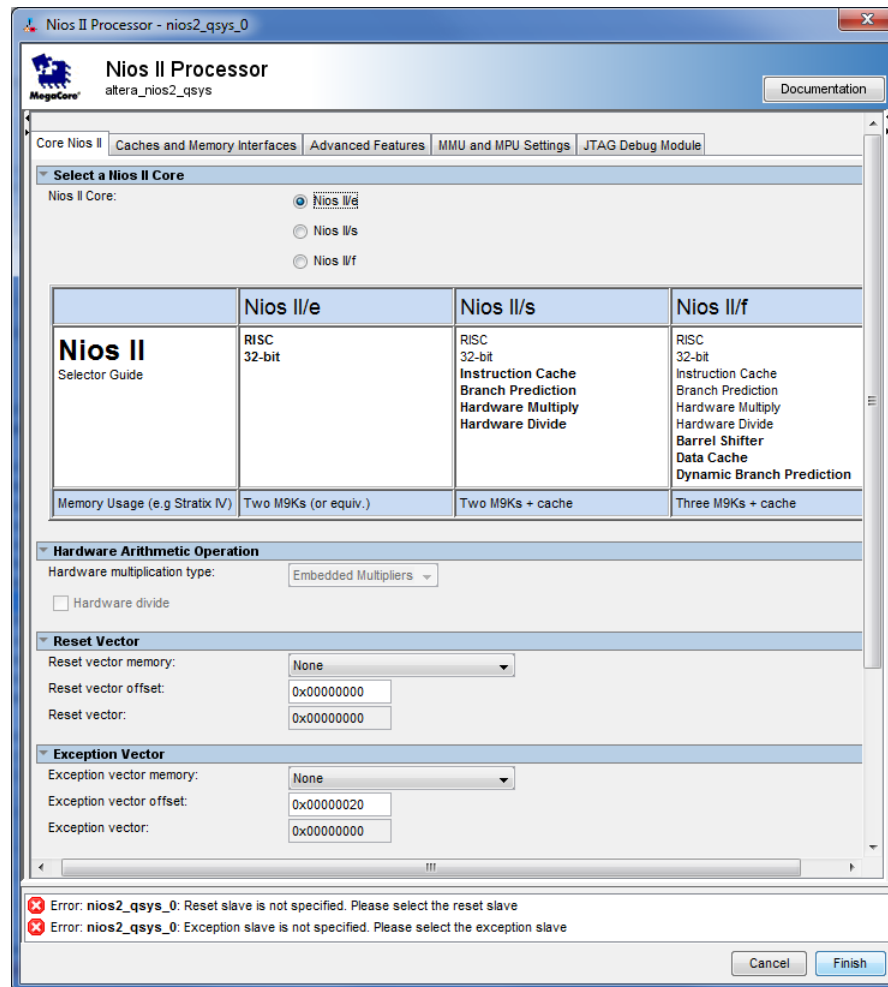 Nios II Processor - nios2_qsys_0
Nios II Processor
altera_nios2_qsys
MegaCore®
Documentation
Core Nios II
Caches and Memory Interfaces
Advanced Features
MMU and MPU Settings
JTAG Debug Module
Select a Nios II Core
Nios II Core:
Nios II/e
Nios II/s
Nios II/f
Nios II/e
Nios II/s
Nios II/f
Nios II
Selector Guide
RISC
32-bit
RISC
32-bit
Instruction Cache
Branch Prediction
Hardware Multiply
Hardware Divide
RISC
32-bit
Instruction Cache
Branch Prediction
Hardware Multiply
Hardware Divide
Barrel Shifter
Data Cache
Dynamic Branch Prediction
Memory Usage (e.g Stratix IV)
Two M9Ks (or equiv.)
Two M9Ks + cache
Three M9Ks + cache
Hardware Arithmetic Operation
Hardware multiplication type:
Embedded Multipliers
Hardware divide
Reset Vector
Reset vector memory:
None
Reset vector offset:
0x00000000
Reset vector:
0x00000000
Exception Vector
Exception vector memory:
None
Exception vector offset:
0x00000020
Exception vector:
0x00000000
Error: nios2_qsys_0: Reset slave is not specified. Please select the reset slave
Error: nios2_qsys_0: Exception slave is not specified. Please select the exception slave
Cancel
Finish